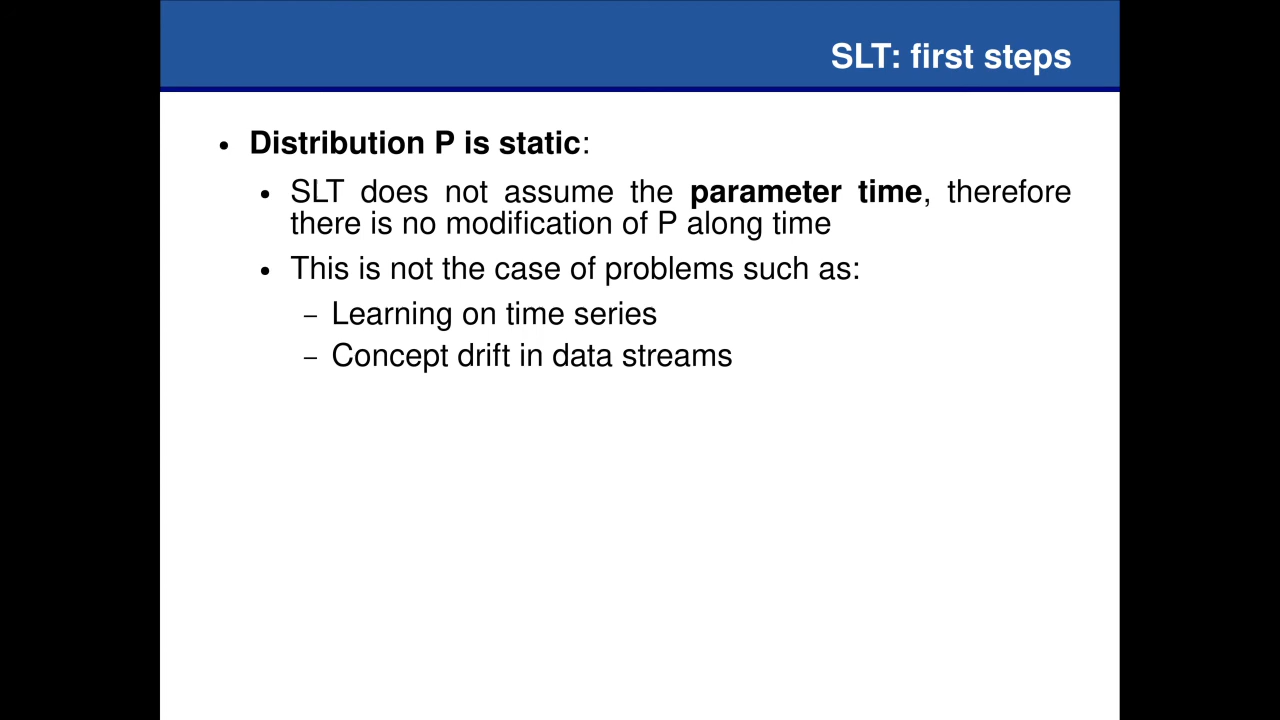 SLT: first steps
• Distribution P is static:
• SLT does not assume the parameter time, therefore
there is no modification of P along time
• This is not the case of problems such as:
– Learning on time series
– Concept drift in data streams